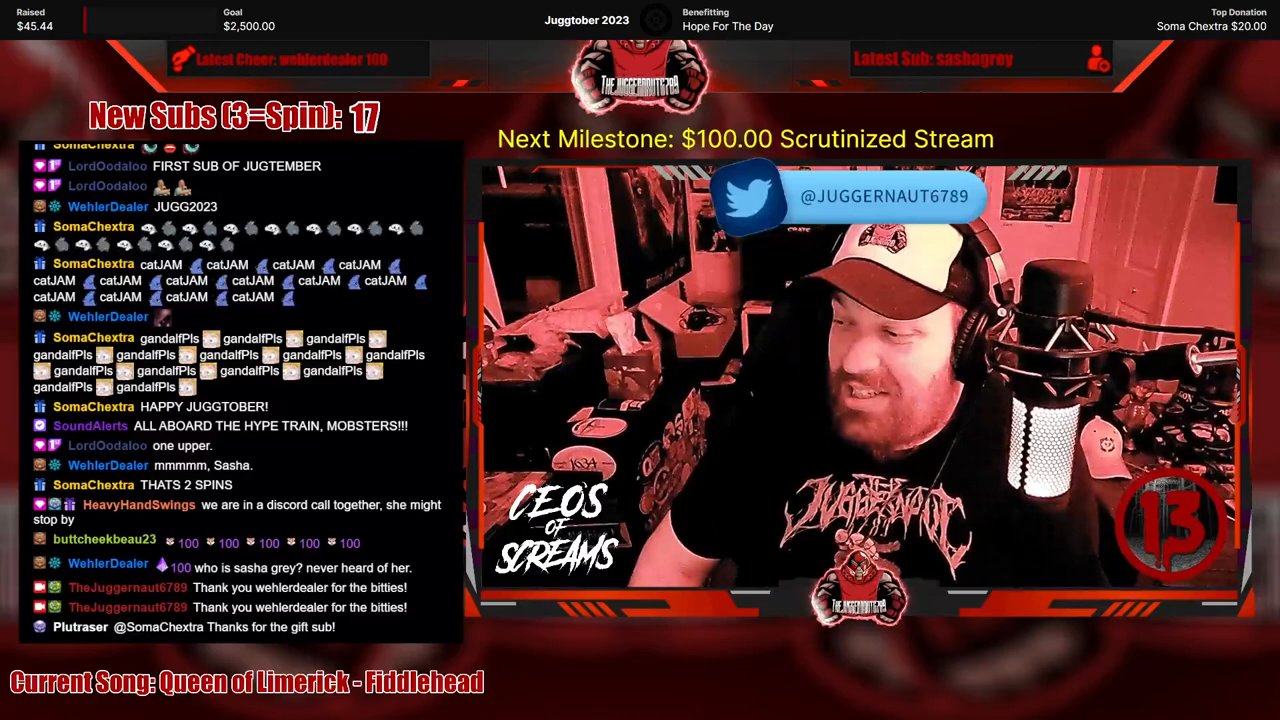 Raised
$45.44
Goal
$2,500.00
Juggtober 2023
Benefitting
Hope For The Day
Top Donation
Soma Chextra $20.00
Latest Cheer: wehlerdealer 100
THEJUGGERNAUT6789
Latest Sub: sashagrey
New Subs (3=Spin): 17
Next Milestone: $100.00 Scrutinized Stream
@JUGGERNAUT6789
SomaChextra
LordOodaloo FIRST SUB OF JUGTEMBER
LordOodaloo
WehlerDealer JUGG2023
SomaChextra
SomaChextra catJAM catJAM catJAM catJAM
catJAM catJAM catJAM catJAM catJAM catJAM
catJAM catJAM catJAM catJAM
WehlerDealer
SomaChextra gandalfPls gandalfPls gandalfPls
gandalfPls gandalfPls gandalfPls gandalfPls gandalfPls
gandalfPls gandalfPls gandalfPls gandalfPls
gandalfPls gandalfPls
SomaChextra HAPPY JUGGTOBER!
SoundAlerts ALL ABOARD THE HYPE TRAIN, MOBSTERS!!!
LordOodaloo one upper.
WehlerDealer mmmmm, Sasha.
SomaChextra THATS 2 SPINS
HeavyHandSwings we are in a discord call together, she might
stop by
buttcheekbeau23 100 100 100 100 100
WehlerDealer 100 who is sasha grey? never heard of her.
TheJuggernaut6789 Thank you wehlerdealer for the bitties!
TheJuggernaut6789 Thank you wehlerdealer for the bitties!
Plutraser @SomaChextra Thanks for the gift sub!
CEOS
OF
SCREAMS
THE
JUGGERNAUT
13
THEJUGGERNAUT6789
Current Song: Queen of Limerick - Fiddlehead